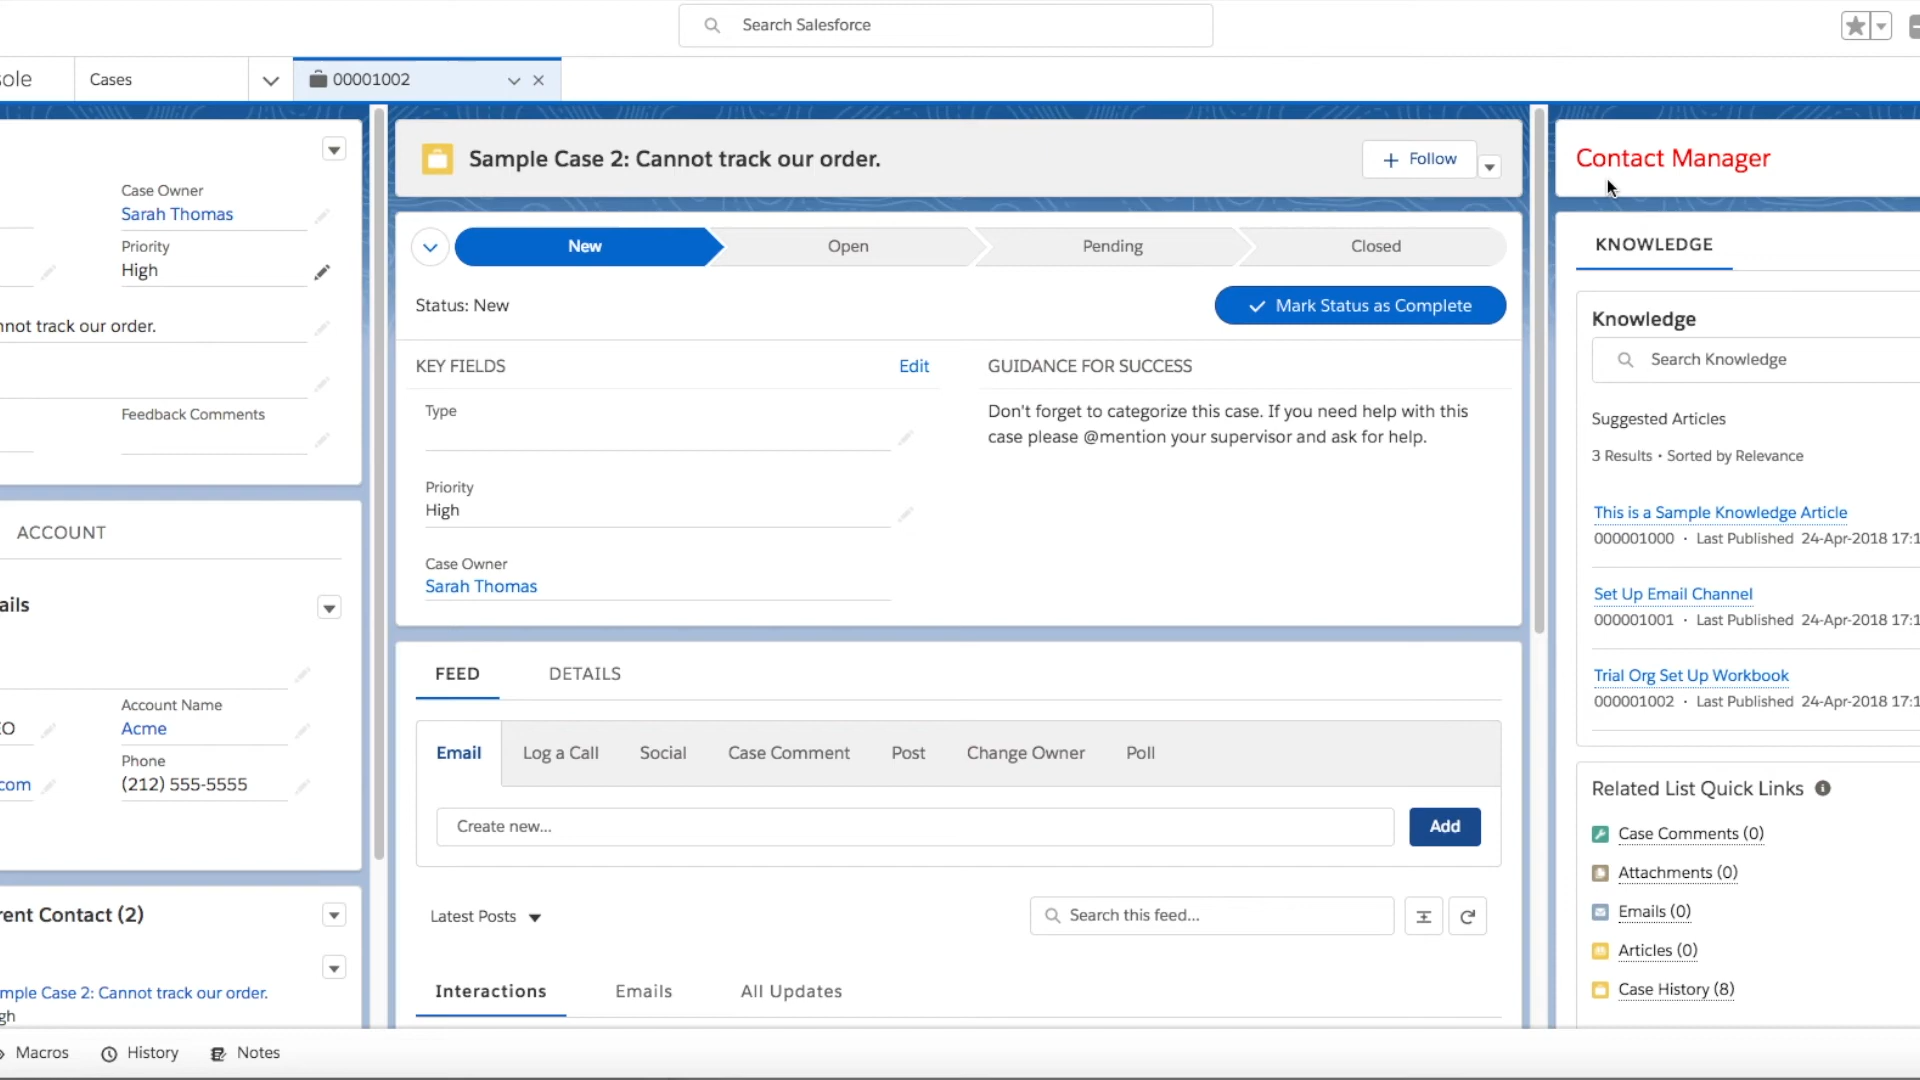 Search Salesforce
Cases
00001002
Case Owner
Sarah Thomas
Priority
High
not track our order.
Feedback Comments
ACCOUNT
ails
Account Name
Acme
Phone
com
(212) 555-5555
rent Contact (2)
mple Case 2: Cannot track our order.
gh
Sample Case 2: Cannot track our order.
Follow
New
Open
Pending
Closed
Status: New
Mark Status as Complete
KEY FIELDS
Edit
Type
Priority
High
Case Owner
Sarah Thomas
GUIDANCE FOR SUCCESS
Don't forget to categorize this case. If you need help with this
case please @mention your supervisor and ask for help.
FEED
DETAILS
Email
Log a Call
Social
Case Comment
Post
Change Owner
Poll
Create new...
Add
Latest Posts
Search this feed...
Interactions
Emails
All Updates
Contact Manager
KNOWLEDGE
Knowledge
Search Knowledge
Suggested Articles
3 Results • Sorted by Relevance
This is a Sample Knowledge Article
000001000 • Last Published 24-Apr-2018 17:1
Set Up Email Channel
000001001 • Last Published 24-Apr-2018 17:1
Trial Org Set Up Workbook
000001002 • Last Published 24-Apr-2018 17:1
Related List Quick Links
Case Comments (0)
Attachments (0)
Emails (0)
Articles (0)
Case History (8)
Macros
History
Notes